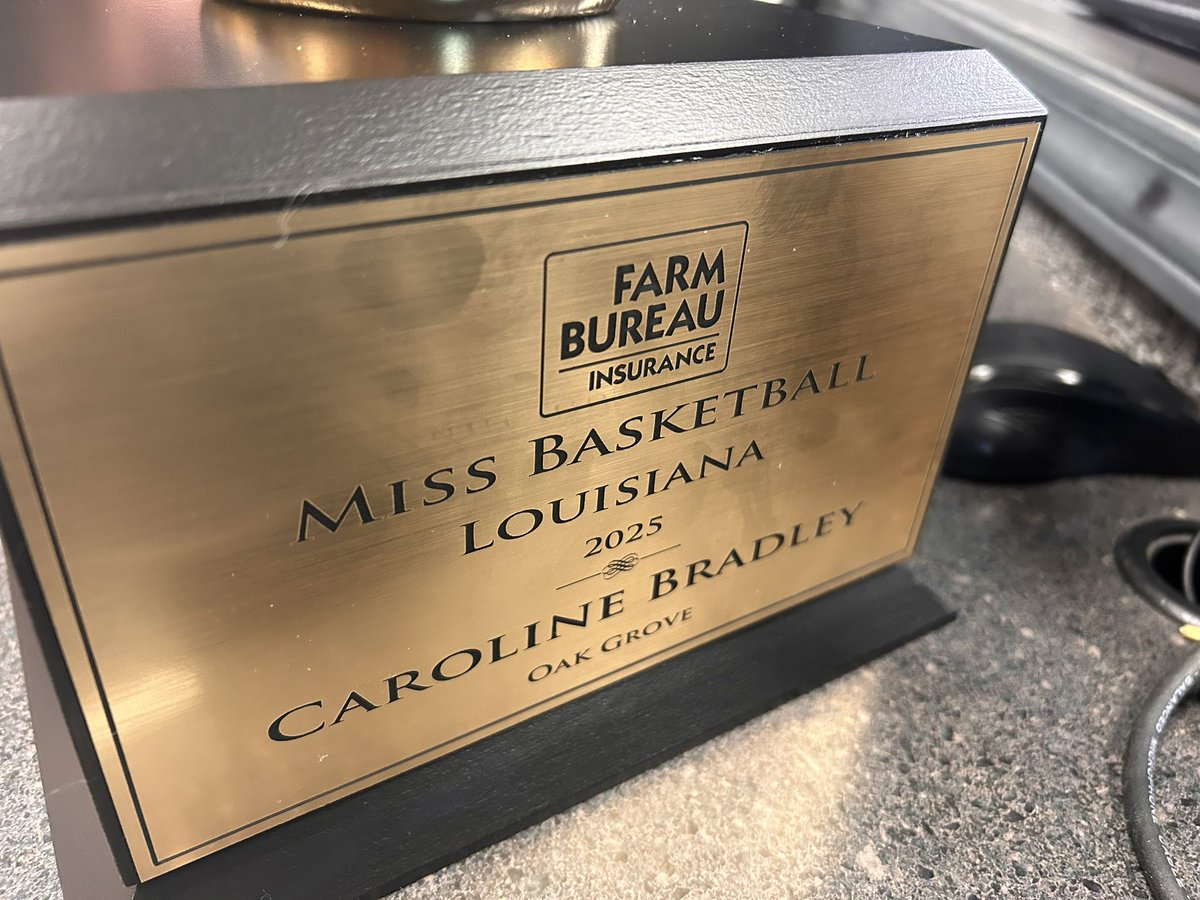 FARM
BUREAU
INSURANCE
MISS BASKETBALL
LOUISIANA
2025
CAROLINE BRADLEY
OAK GROVE